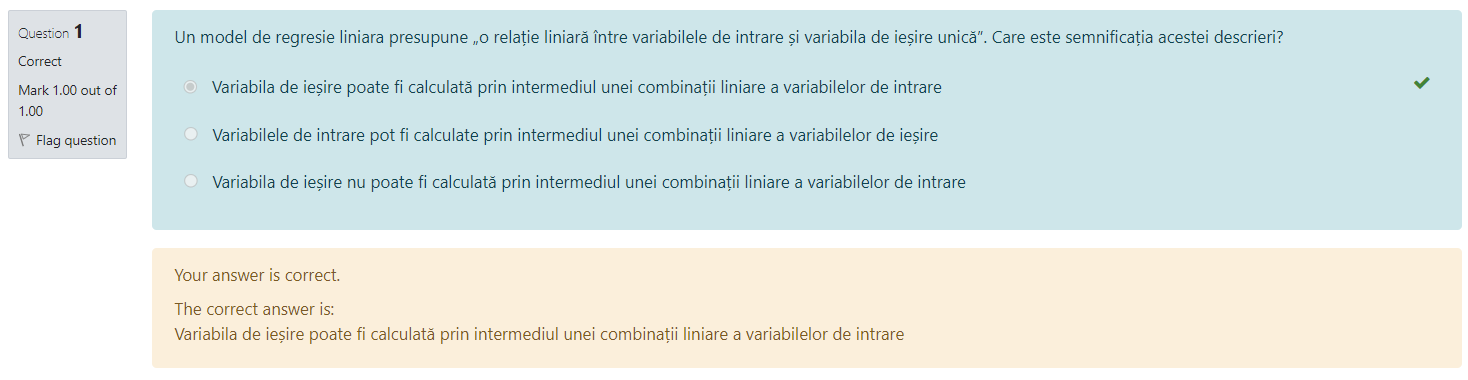 Question 1
Correct
Mark 1.00 out of
1.00
Flag question
Un model de regresie liniara presupune „o relație liniară între variabilele de intrare și variabila de ieșire unică”. Care este semnificația acestei descrieri?
Variabila de ieșire poate fi calculată prin intermediul unei combinații liniare a variabilelor de intrare
Variabilele de intrare pot fi calculate prin intermediul unei combinații liniare a variabilelor de ieșire
Variabila de ieșire nu poate fi calculată prin intermediul unei combinații liniare a variabilelor de intrare
Your answer is correct.
The correct answer is:
Variabila de ieșire poate fi calculată prin intermediul unei combinații liniare a variabilelor de intrare